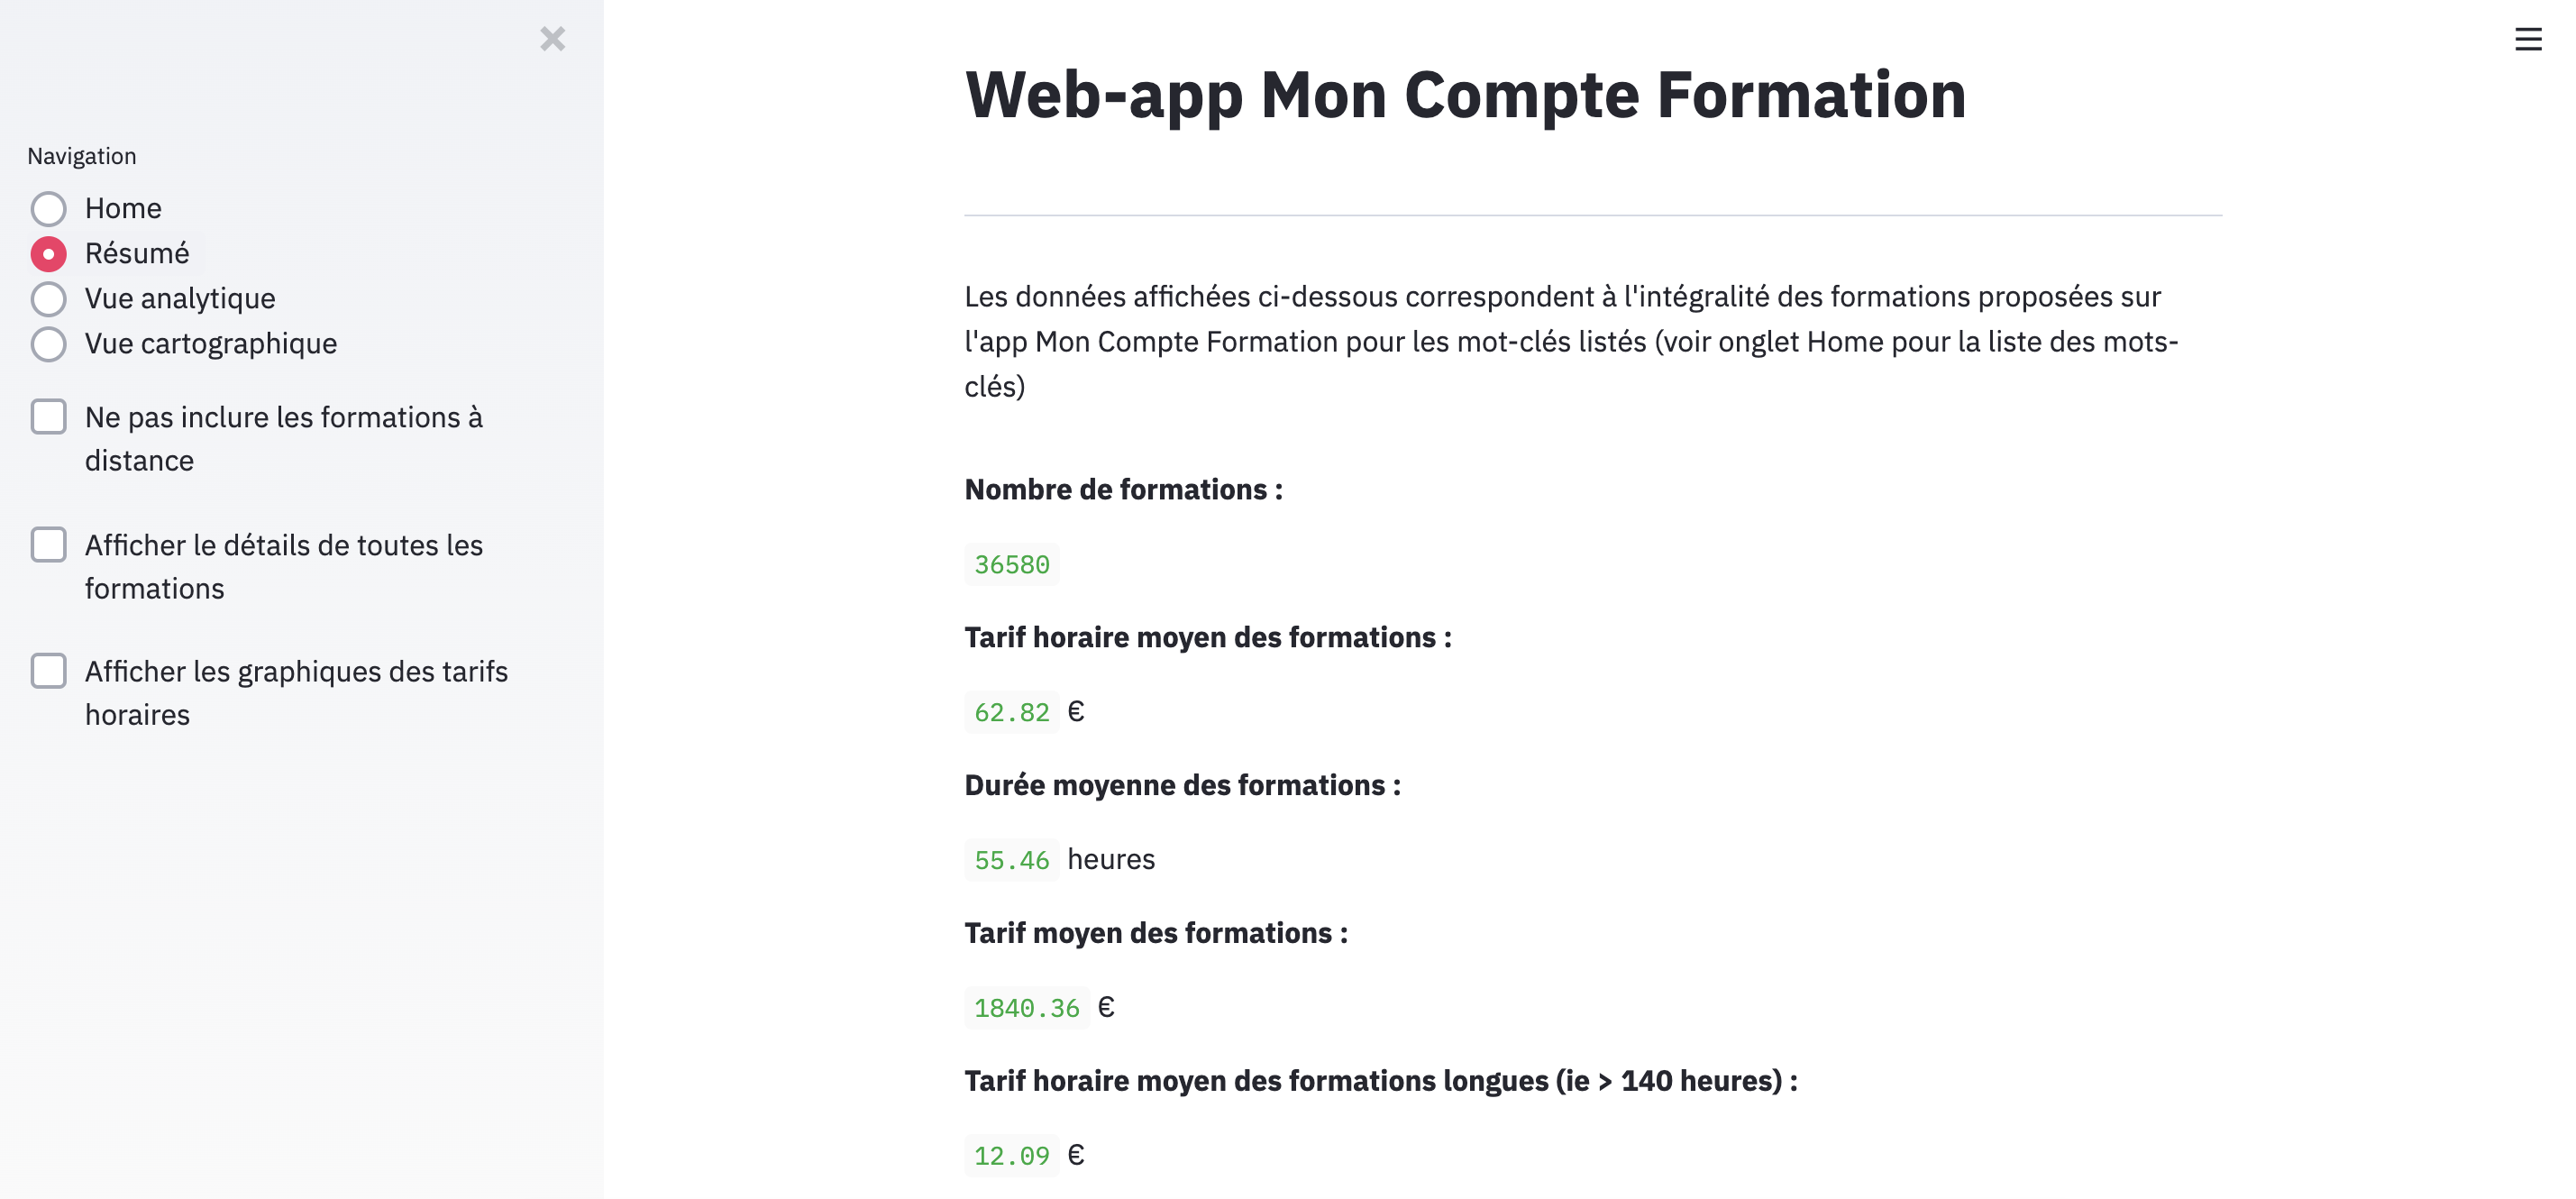 Navigation
Home
Résumé
Vue analytique
Vue cartographique
Ne pas inclure les formations à
distance
Afficher le détails de toutes les
formations
Afficher les graphiques des tarifs
horaires
Web-app Mon Compte Formation
Les données affichées ci-dessous correspondent à l'intégralité des formations proposées sur
l'app Mon Compte Formation pour les mot-clés listés (voir onglet Home pour la liste des mots-
clés)
Nombre de formations :
36580
Tarif horaire moyen des formations :
62.82 €
Durée moyenne des formations :
55.46 heures
Tarif moyen des formations :
1840.36 €
Tarif horaire moyen des formations longues (ie > 140 heures) :
12.09 €